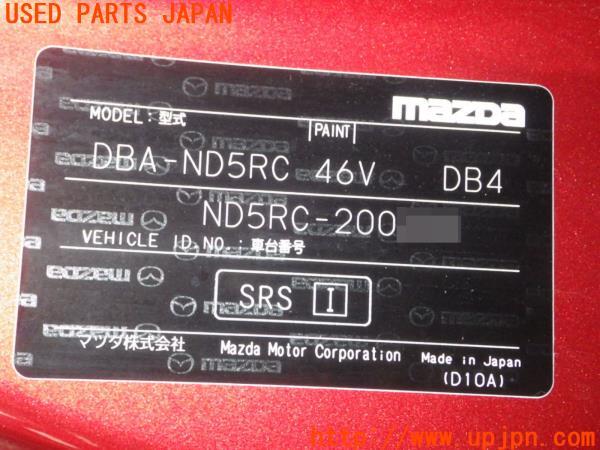 USED PARTS JAPAN
mazDa
MODEL:型式 PAINT
DBA-ND5RC 46V DB4
ND5RC-200
VEHICLE I.D.NO.:車台番号
SRS I
マツダ株式会社 Mazda Motor Corporation Made in Japan
(D10A)
http://www.upjpn.com/